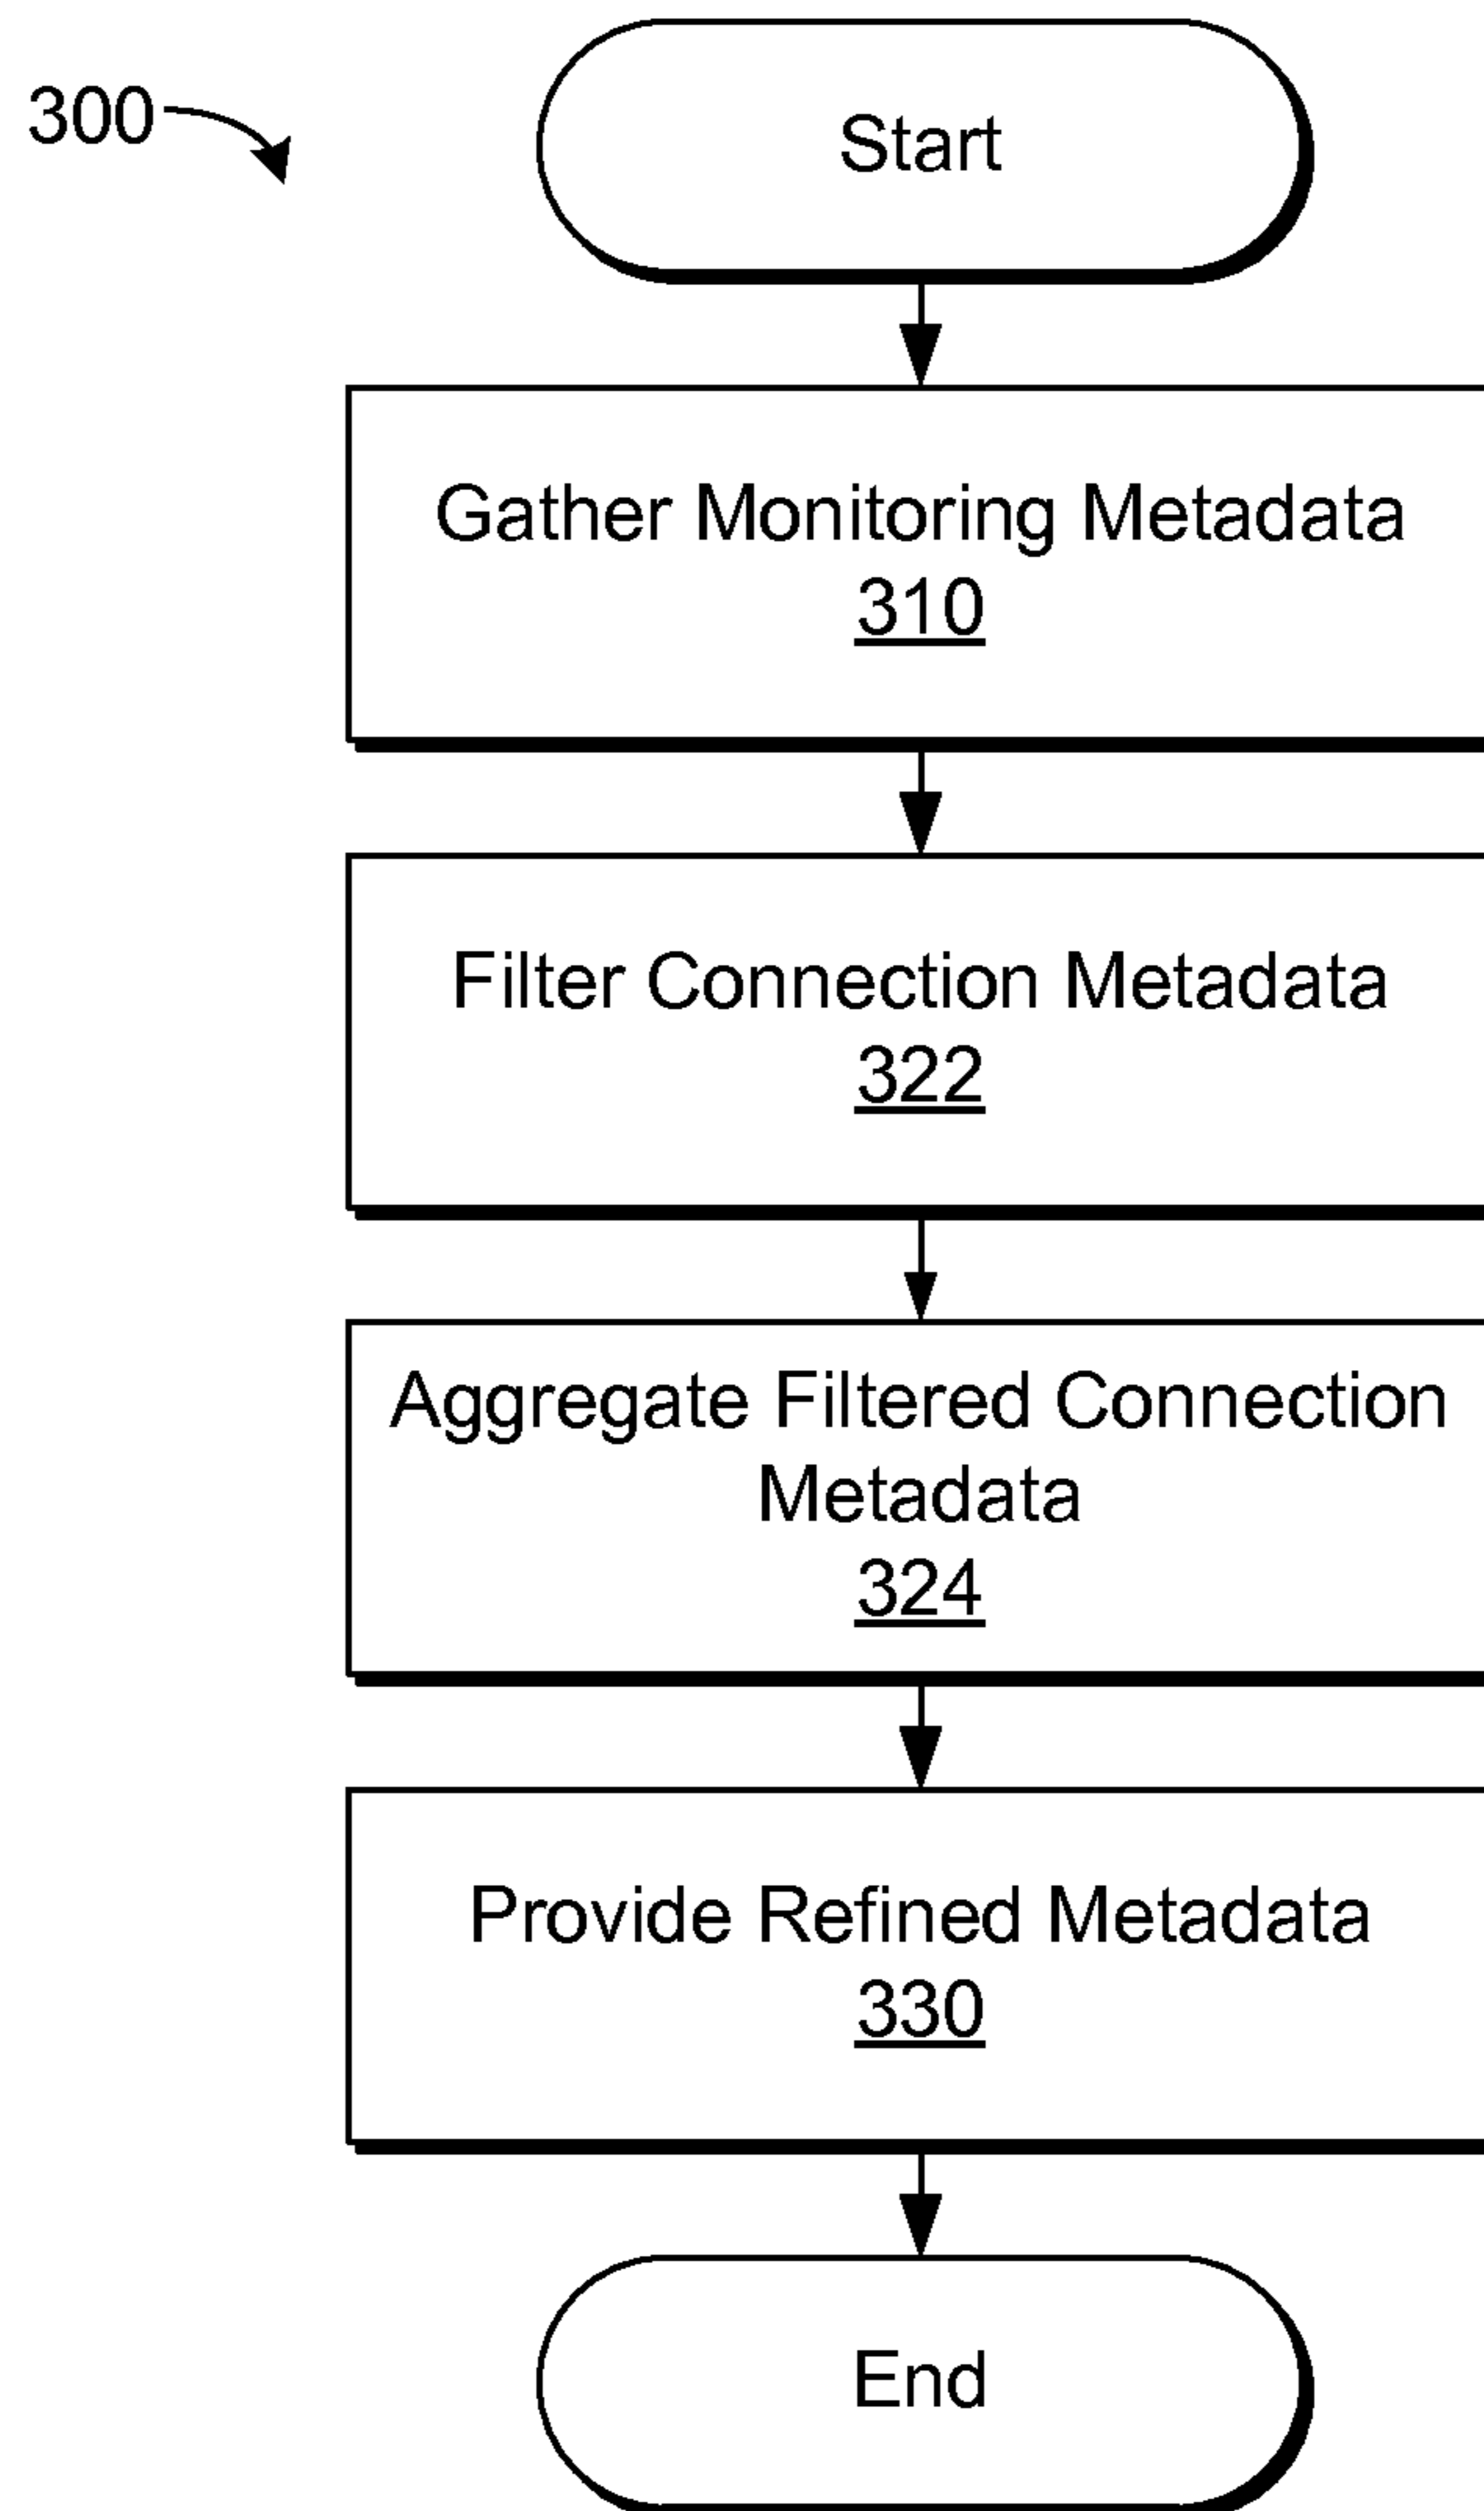 300
Start
Gather Monitoring Metadata
310
Filter Connection Metadata
322
Aggregate Filtered Connection
Metadata
324
Provide Refined Metadata
330
End